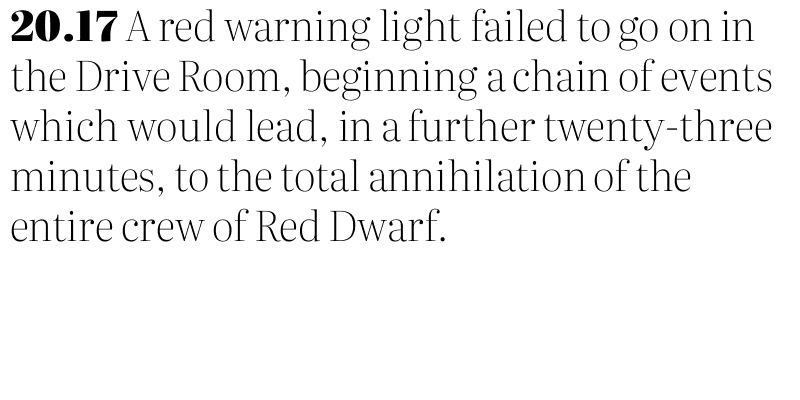 20.17 A red warning light failed to go on in
the Drive Room, beginning a chain of events
which would lead, in a further twenty-three
minutes, to the total annihilation of the
entire crew of Red Dwarf.